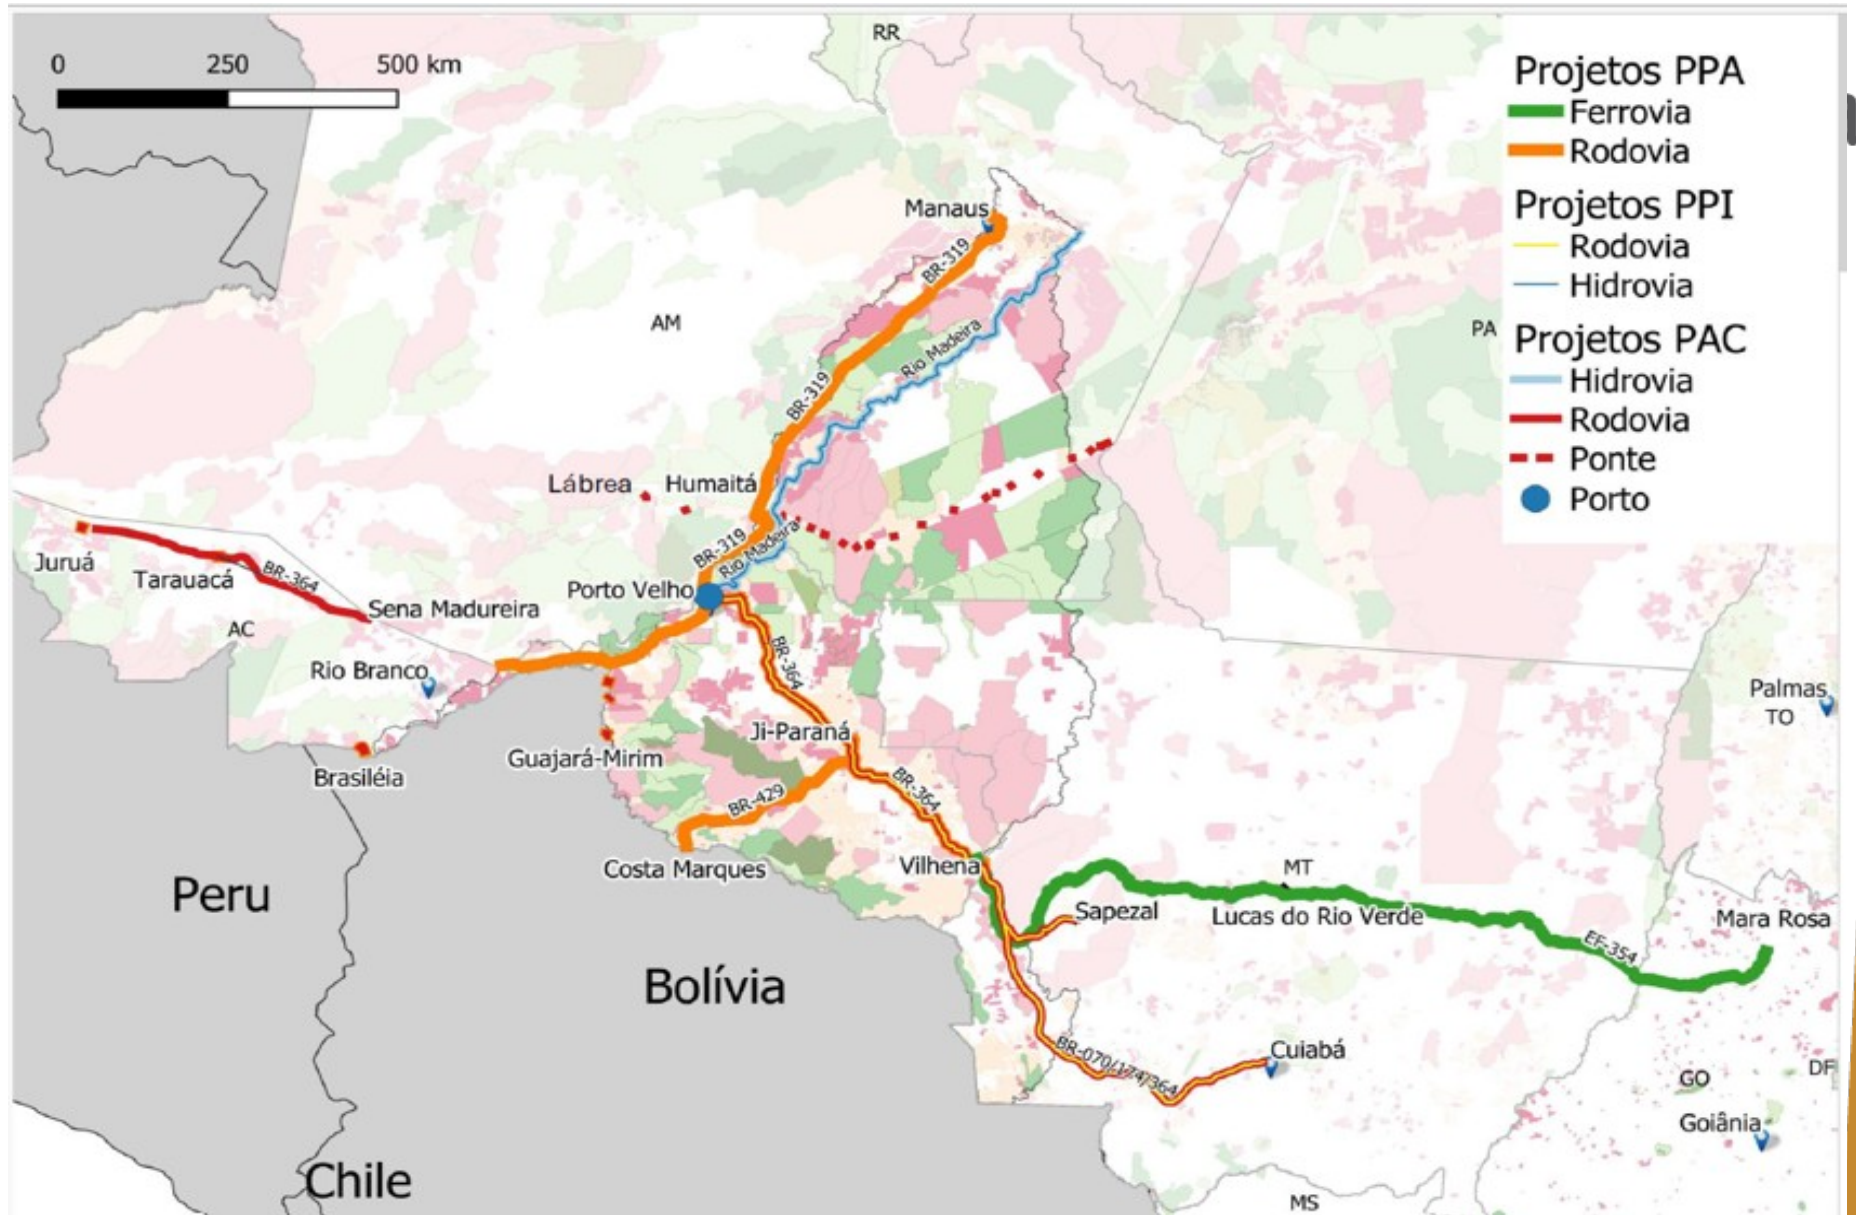 0 250 500 km
RR
Projetos PPA
Ferrovia
Rodovia
Projetos PPI
Rodovia
Hidrovia
Projetos PAC
Hidrovia
Rodovia
Ponte
Porto
Manaus
BR-319
AM
Rio Madeira
PA
BR-319
Lábrea
Humaitá
BR-319
Rio Madeira
Juruá
Tarauacá
BR-364
Porto Velho
Sena Madureira
AC
BR-364
Rio Branco
Palmas
TO
Ji-Paraná
Guajará-Mirim
Brasiléia
BR-429
BR-364
Costa Marques
Vilhena
MT
Peru
Sapezal
Lucas do Rio Verde
Mara Rosa
EF-354
Bolívia
BR-070/174/364
Cuiabá
DF
GO
Goiânia
Chile
MS